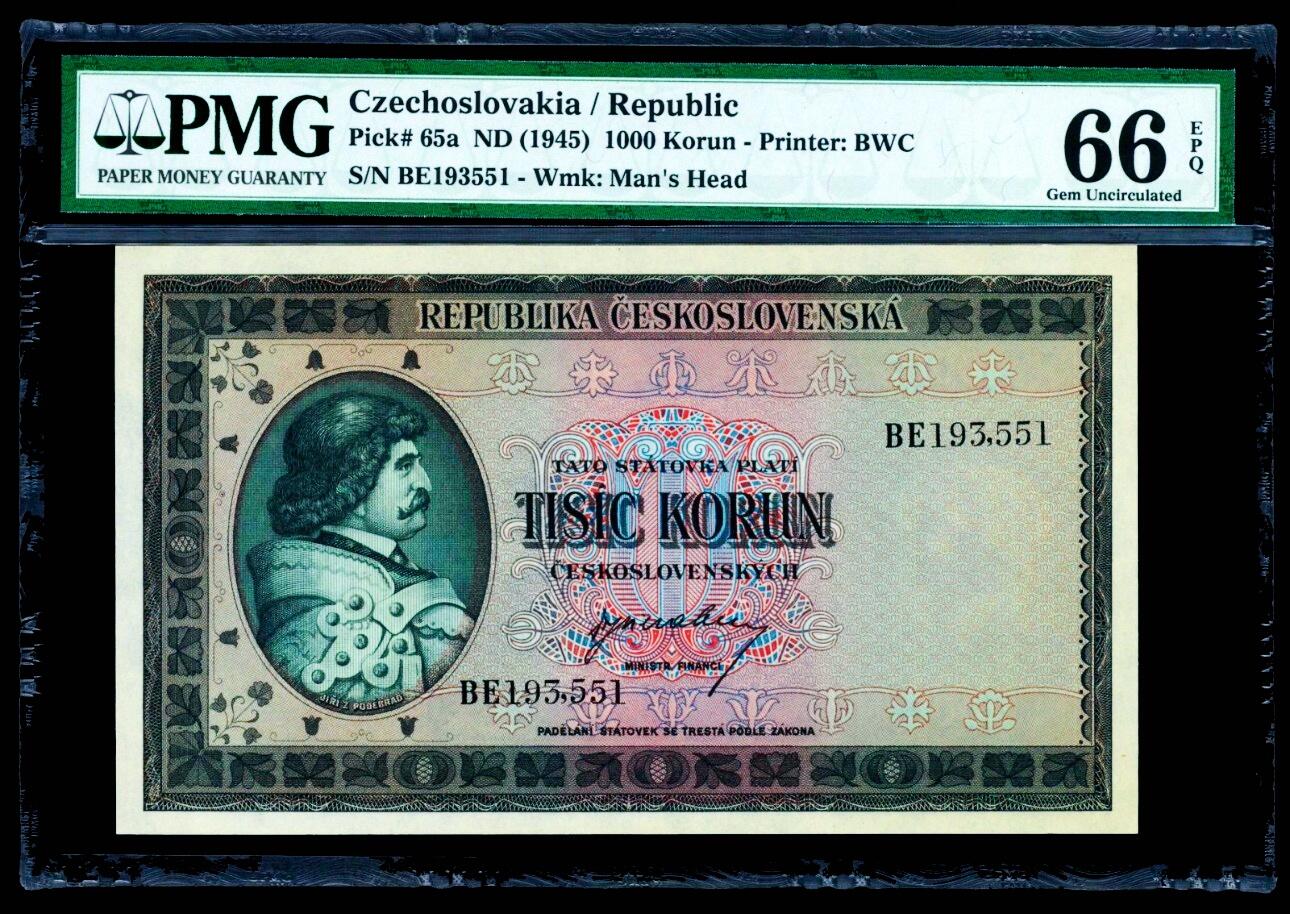 PMG
PAPER MONEY GUARANTY
Czechoslovakia / Republic
Pick# 65a ND (1945) 1000 Korun - Printer: BWC
S/N BE193551 - Wmk: Man's Head
66
EPQ
Gem Uncirculated
REPUBLIKA ČESKOSLOVENSKÁ
BE193,551
TATO STÁTOVKA PLATÍ
TISÍC KORUN
ČESKOSLOVENSKÝCH
MINISTR FINANCÍ
BE193,551
JIŘÍ Z PODĚBRAD
PADĚLÁNÍ STÁTOVEK SE TRESTÁ PODLE ZÁKONA